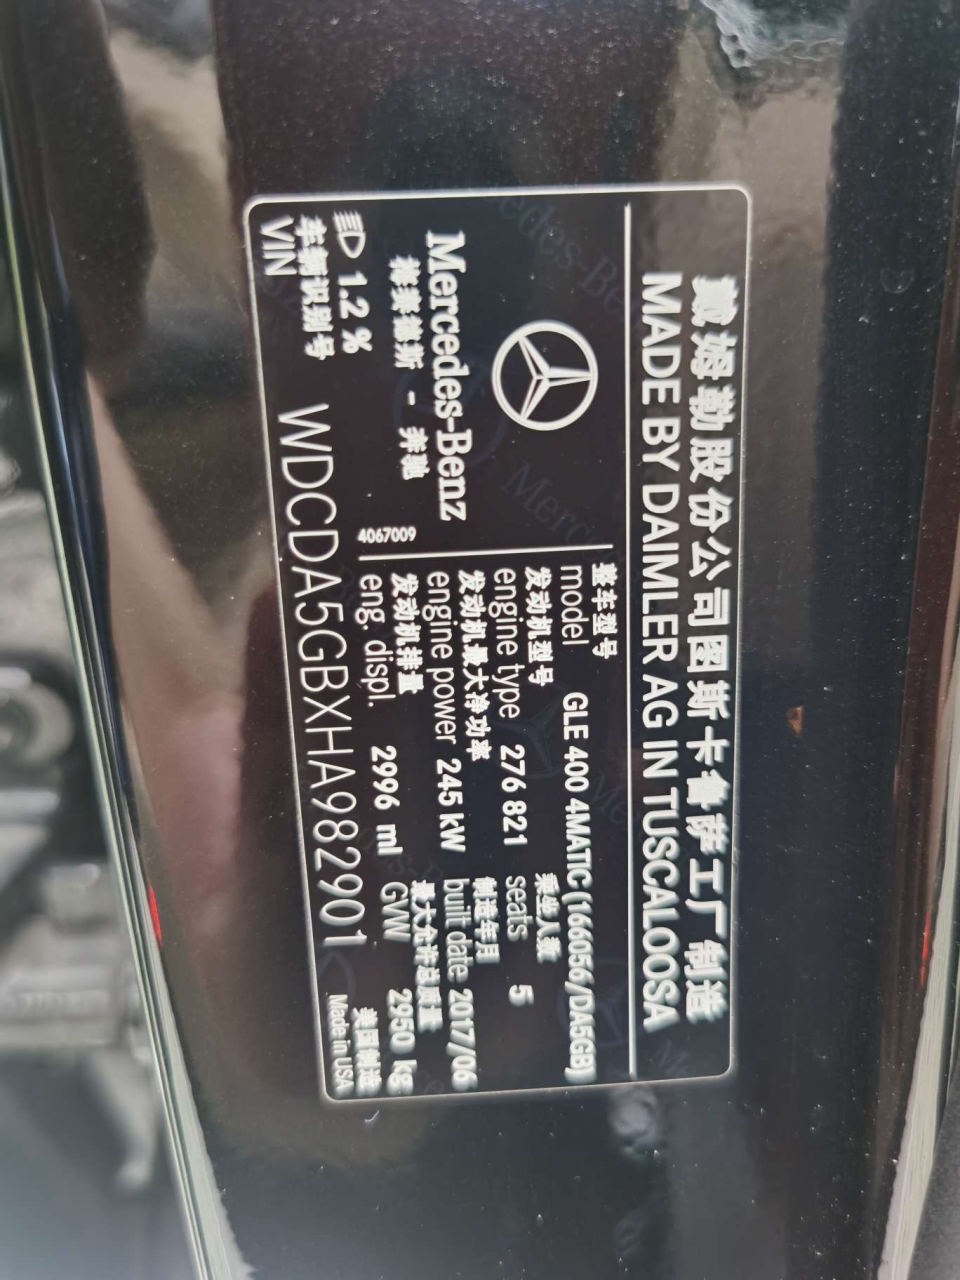 戴姆勒股份公司图斯卡鲁萨工厂制造
MADE BY DAIMLER AG IN TUSCALOOSA
整车型号
model GLE 400 4MATIC (166056/DA5GB)
发动机型号 乘坐人数
engine type 276 821 seats 5
发动机最大净功率 制造年月
engine power 245 kW built date 2017/06
发动机排量 最大允许总质量
eng. displ. 2996 ml GVW 2950 kg
Mercedes-Benz
梅赛德斯 - 奔驰
4067009
1.2 %
车辆识别号
VIN WDCDA5GBXHA982901
美国制造
Made in USA